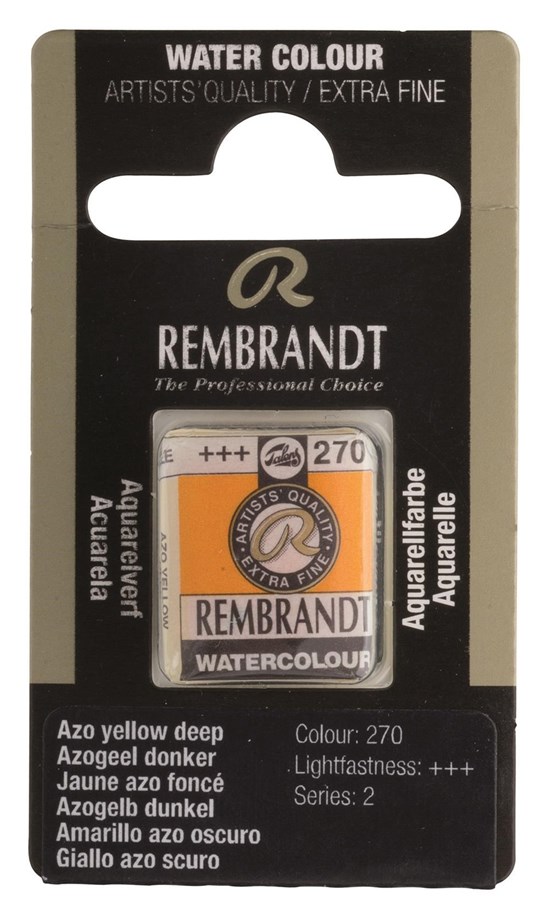 WATER COLOUR
ARTISTS' QUALITY / EXTRA FINE
R
REMBRANDT
The Professional Choice
E +++ Talens 270
ARTISTS' QUALITY
R
EXTRA FINE
AZO YELLOW
REMBRANDT
WATERCOLOUR
Aquarelverf
Acuarela
Aquarellfarbe
Aquarelle
Azo yellow deep
Azogeel donker
Jaune azo foncé
Azogelb dunkel
Amarillo azo oscuro
Giallo azo scuro
Colour: 270
Lightfastness: +++
Series: 2